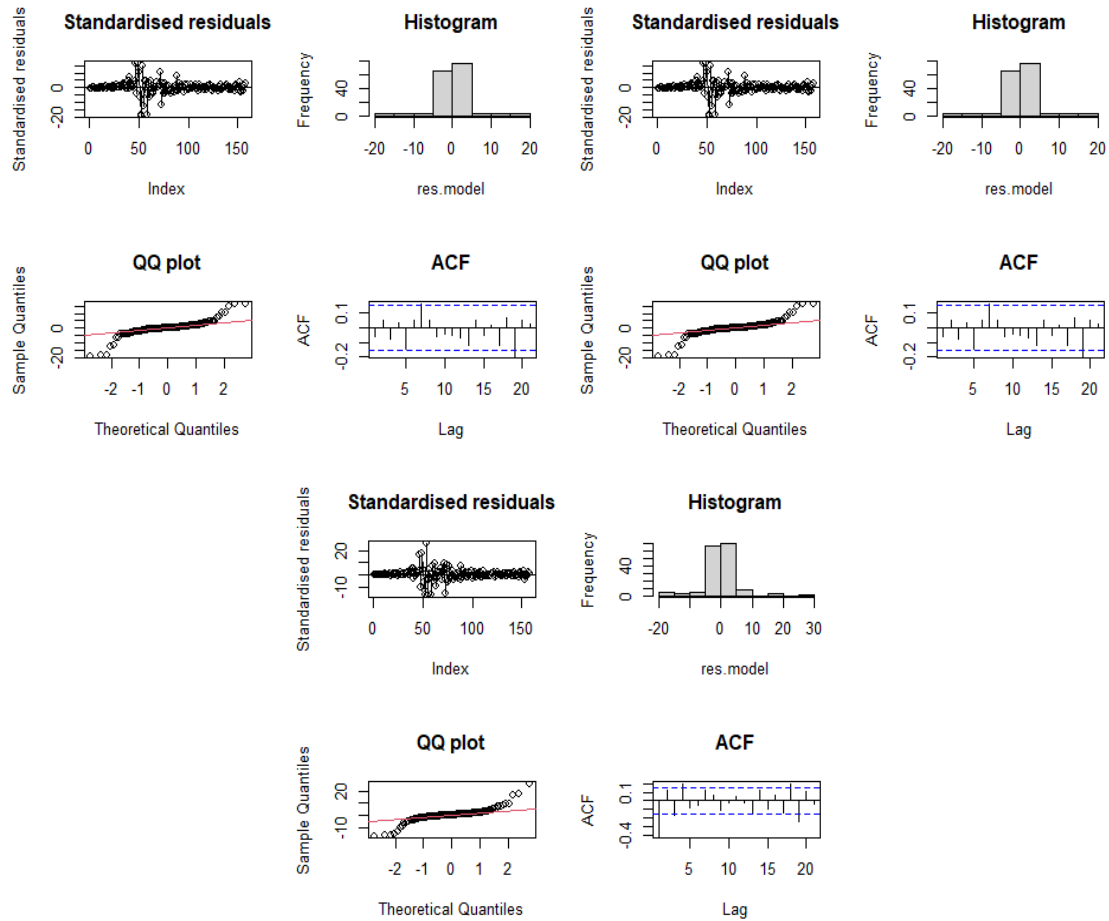 Standardised residuals
Standardised residuals
0
-20
0 50 100 150
Index
Histogram
Frequency
40
0
-20 -10 0 10 20
res.model
Standardised residuals
Standardised residuals
0
-20
0 50 100 150
Index
Histogram
Frequency
40
0
-20 -10 0 10 20
res.model
QQ plot
Sample Quantiles
0
-20
-2 -1 0 1 2
Theoretical Quantiles
ACF
ACF
0.1
-0.2
5 10 15 20
Lag
QQ plot
Sample Quantiles
0
-20
-2 -1 0 1 2
Theoretical Quantiles
ACF
ACF
0.1
-0.2
5 10 15 20
Lag
Standardised residuals
Standardised residuals
20
-10
0 50 100 150
Index
Histogram
Frequency
40
0
-20 0 10 20 30
res.model
QQ plot
Sample Quantiles
20
-10
-2 -1 0 1 2
Theoretical Quantiles
ACF
ACF
0.1
-0.4
5 10 15 20
Lag